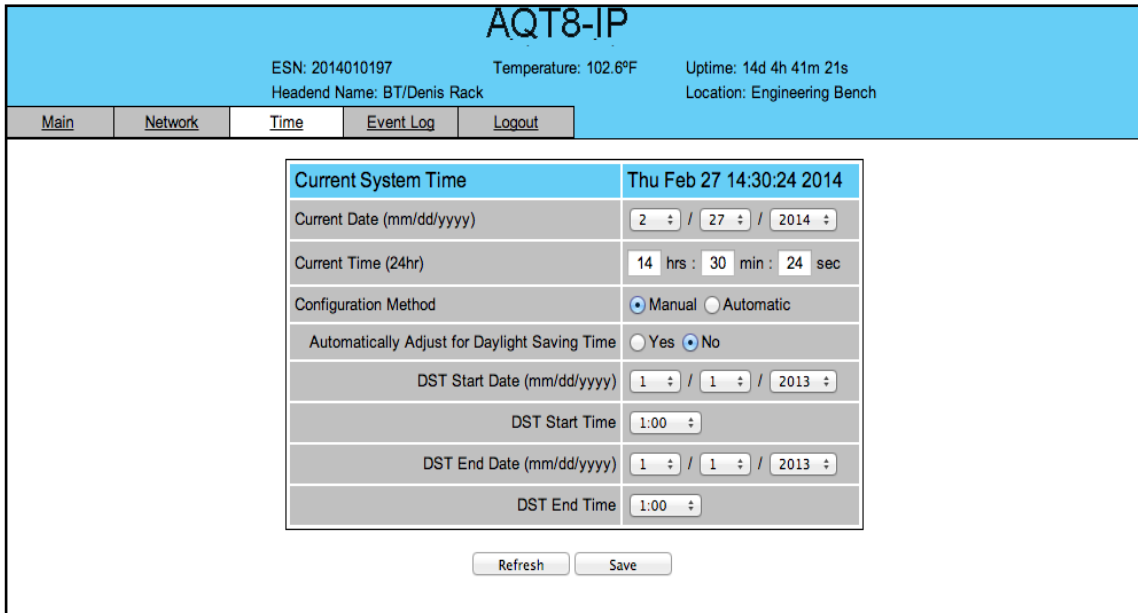 AQT8-IP
ESN: 2014010197 Temperature: 102.6ºF Uptime: 14d 4h 41m 21s
Headend Name: BT/Denis Rack Location: Engineering Bench
Main Network Time Event Log Logout
Current System Time Thu Feb 27 14:30:24 2014
Current Date (mm/dd/yyyy) 2 / 27 / 2014
Current Time (24hr) 14 hrs : 30 min : 24 sec
Configuration Method Manual Automatic
Automatically Adjust for Daylight Saving Time Yes No
DST Start Date (mm/dd/yyyy) 1 / 1 / 2013
DST Start Time 1:00
DST End Date (mm/dd/yyyy) 1 / 1 / 2013
DST End Time 1:00
Refresh Save